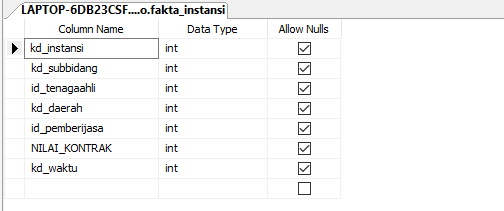 LAPTOP-6DB23CSF....o.fakta_instansi
Column Name Data Type Allow Nulls
kd_instansi int
kd_subbidang int
id_tenagaahli int
kd_daerah int
id_pemberijasa int
NILAI_KONTRAK int
kd_waktu int